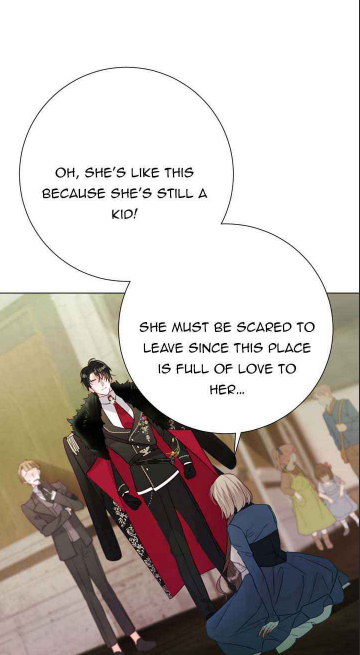 OH, SHE'S LIKE THIS
BECAUSE SHE'S STILL A
KID!
SHE MUST BE SCARED TO
LEAVE SINCE THIS PLACE
IS FULL OF LOVE TO
HER...